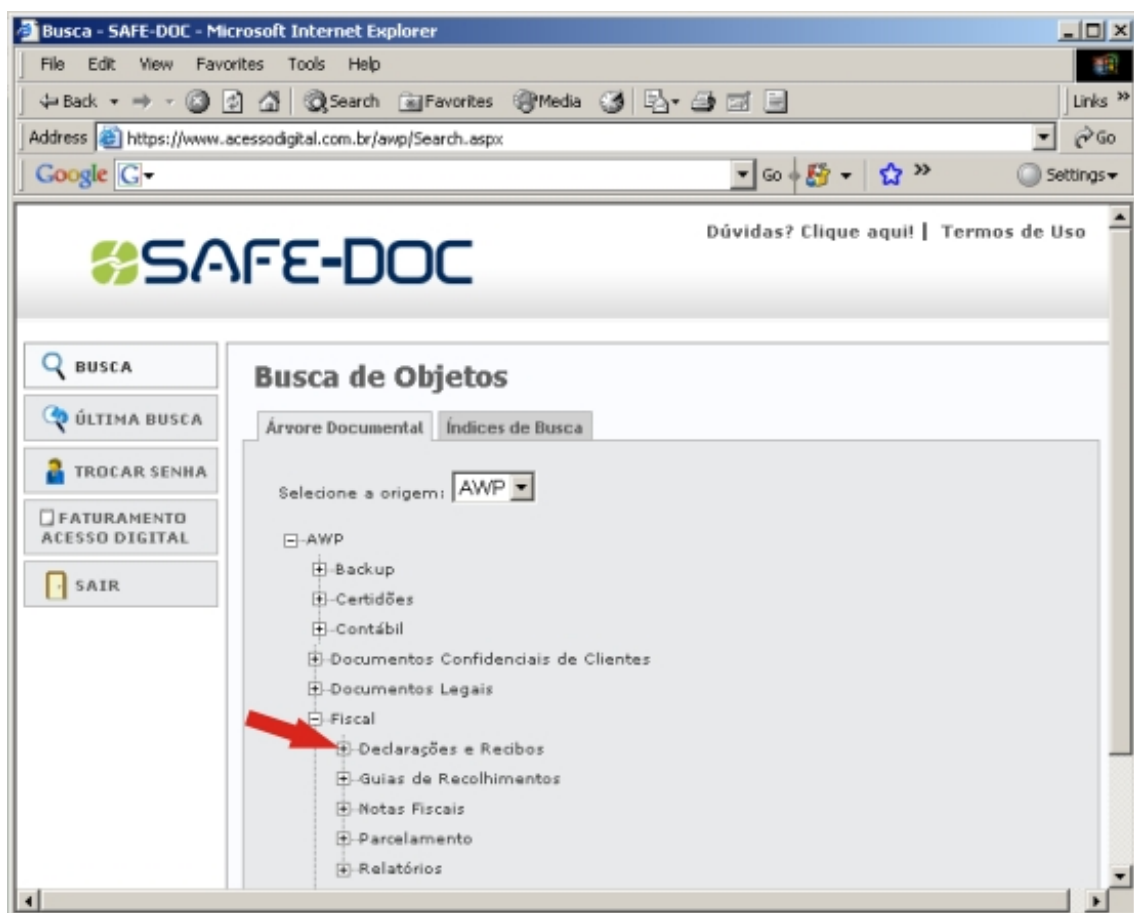 Busca - SAFE-DOC - Microsoft Internet Explorer
File Edit View Favorites Tools Help
Back Search Favorites Media Links »
Address https://www.acessodigital.com.br/awp/Search.aspx Go
Google G Go » Settings
SAFE-DOC
Dúvidas? Clique aqui! | Termos de Uso
BUSCA
ÚLTIMA BUSCA
TROCAR SENHA
FATURAMENTO
ACESSO DIGITAL
SAIR
Busca de Objetos
Árvore Documental Índices de Busca
Selecione a origem: AWP
AWP
Backup
Certidões
Contábil
Documentos Confidenciais de Clientes
Documentos Legais
Fiscal
Declarações e Recibos
Guias de Recolhimentos
Notas Fiscais
Parcelamento
Relatórios